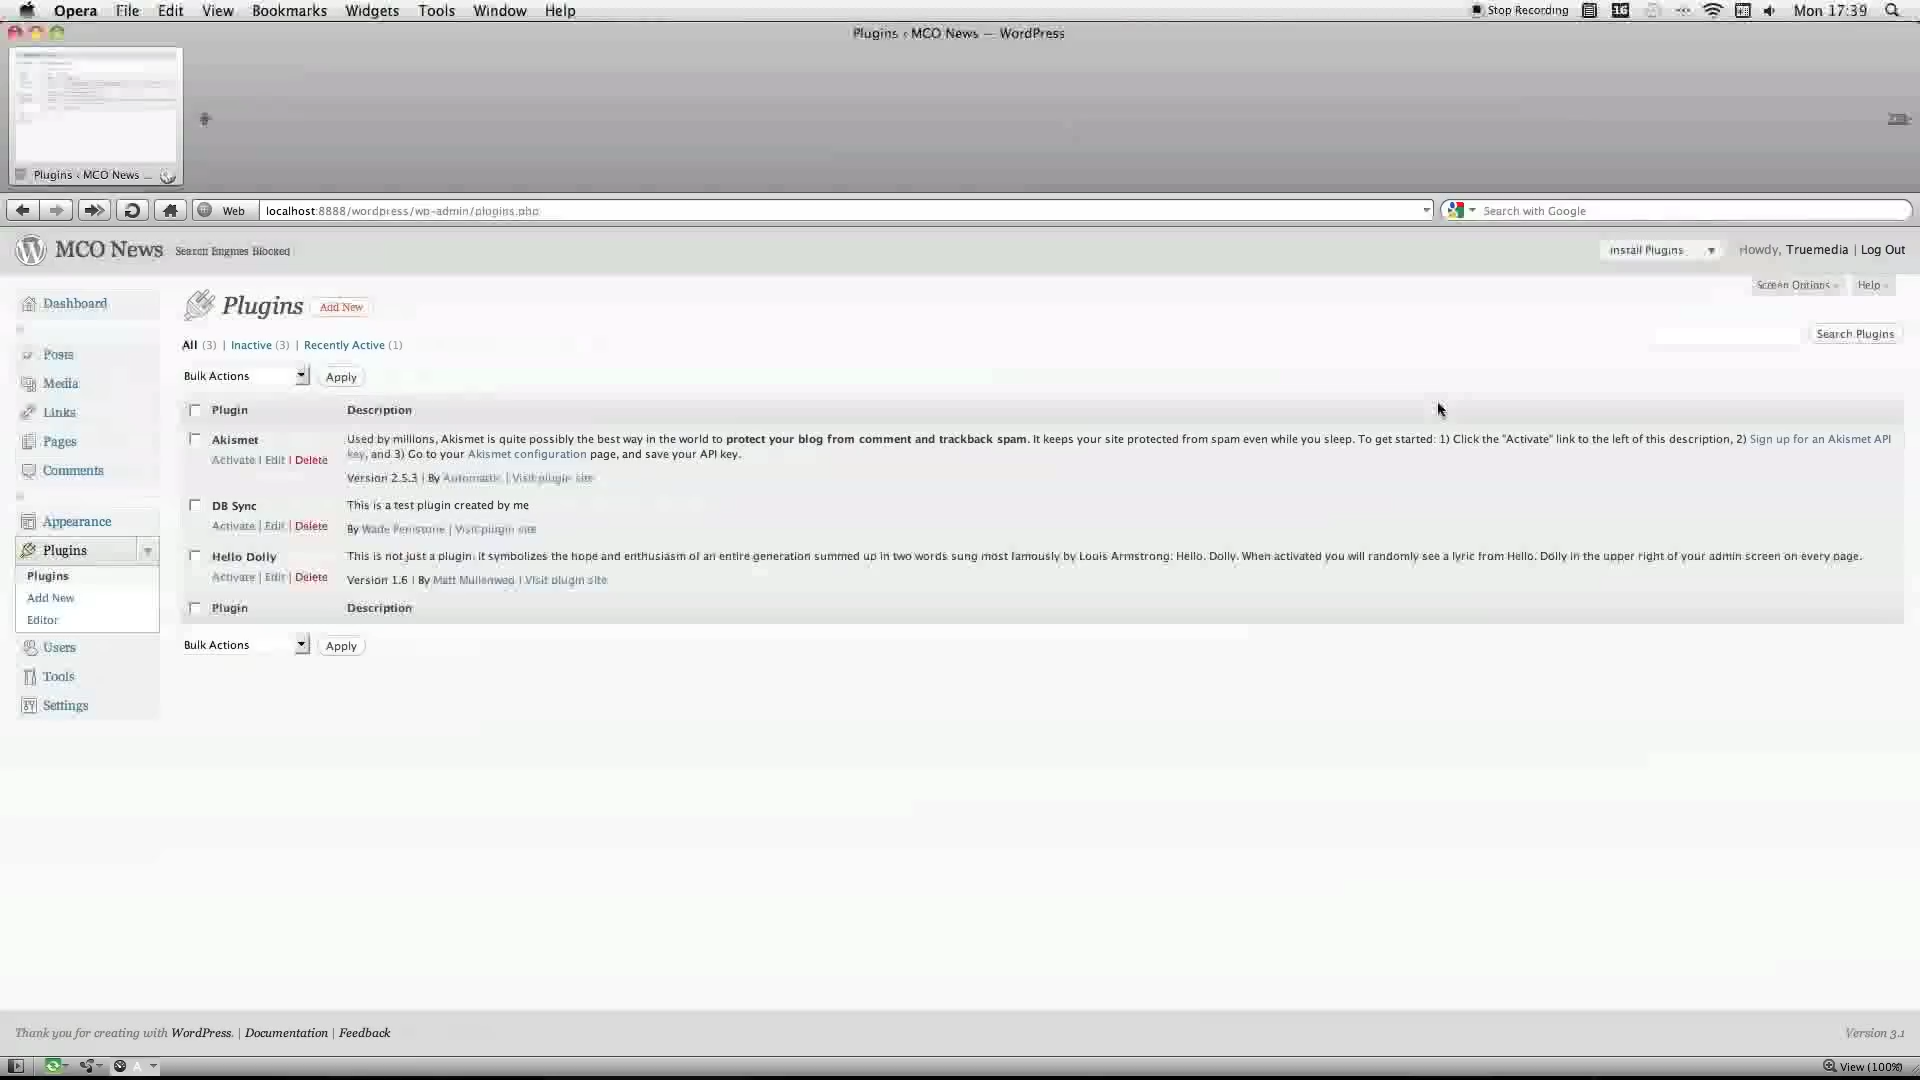 Opera File Edit View Bookmarks Widgets Tools Window Help Stop Recording 16 Mon 17:39
Plugins ‹ MCO News — WordPress
Plugins ‹ MCO News ...
Web localhost:8888/wordpress/wp-admin/plugins.php Search with Google
MCO News Search Engines Blocked Install Plugins Howdy, Truemedia | Log Out
Screen Options Help
Dashboard
Posts
Media
Links
Pages
Comments
Appearance
Plugins
Plugins
Add New
Editor
Users
Tools
Settings
Plugins Add New
All (3) | Inactive (3) | Recently Active (1) Search Plugins
Bulk Actions Apply
Plugin Description
Akismet Used by millions, Akismet is quite possibly the best way in the world to protect your blog from comment and trackback spam. It keeps your site protected from spam even while you sleep. To get started: 1) Click the "Activate" link to the left of this description, 2) Sign up for an Akismet API
key, and 3) Go to your Akismet configuration page, and save your API key.
Activate | Edit | Delete
Version 2.5.3 | By Automattic | Visit plugin site
DB Sync This is a test plugin created by me
Activate | Edit | Delete By Wade Penistone | Visit plugin site
Hello Dolly This is not just a plugin, it symbolizes the hope and enthusiasm of an entire generation summed up in two words sung most famously by Louis Armstrong: Hello, Dolly. When activated you will randomly see a lyric from Hello, Dolly in the upper right of your admin screen on every page.
Activate | Edit | Delete Version 1.6 | By Matt Mullenweg | Visit plugin site
Plugin Description
Bulk Actions Apply
Thank you for creating with WordPress. | Documentation | Feedback Version 3.1
View (100%)